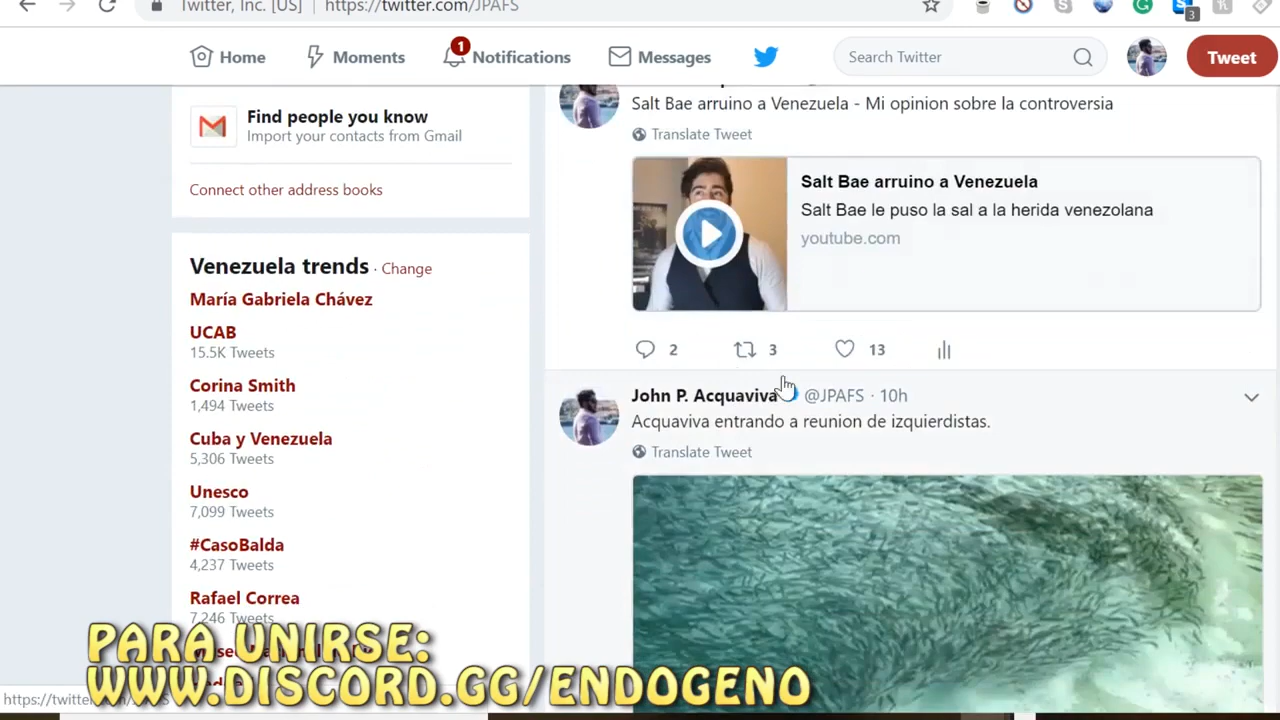 Twitter, Inc. [US] https://twitter.com/JPAFS
3
Home Moments 1 Notifications Messages Search Twitter Tweet
Find people you know
Import your contacts from Gmail
Connect other address books
Venezuela trends · Change
María Gabriela Chávez
UCAB
15.5K Tweets
Corina Smith
1,494 Tweets
Cuba y Venezuela
5,306 Tweets
Unesco
7,099 Tweets
#CasoBalda
4,237 Tweets
Rafael Correa
7,246 Tweets
Salt Bae arruino a Venezuela - Mi opinion sobre la controversia
Translate Tweet
Salt Bae arruino a Venezuela
Salt Bae le puso la sal a la herida venezolana
youtube.com
2 3 13
John P. Acquaviva @JPAFS · 10h
Acquaviva entrando a reunion de izquierdistas.
Translate Tweet
PARA UNIRSE:
WWW.DISCORD.GG/ENDOGENO